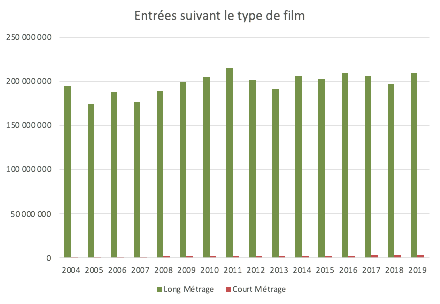 Entrées suivant le type de film
250 000 000
200 000 000
150 000 000
100 000 000
50 000 000
0
2004 2005 2006 2007 2008 2009 2010 2011 2012 2013 2014 2015 2016 2017 2018 2019
Long Métrage Court Métrage